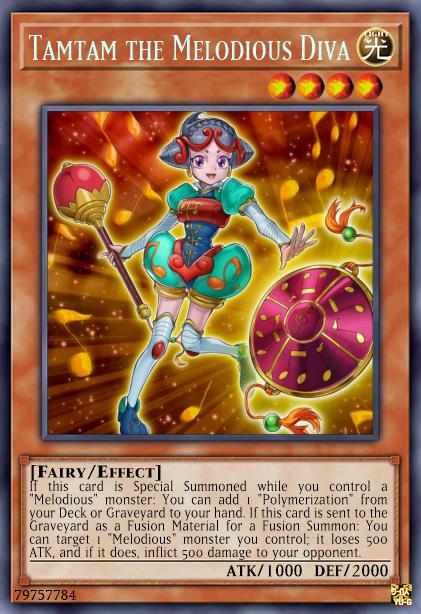 TAMTAM THE MELODIOUS DIVA
LIGHT
光
[FAIRY/EFFECT]
If this card is Special Summoned while you control a
"Melodious" monster: You can add 1 "Polymerization" from
your Deck or Graveyard to your hand. If this card is sent to the
Graveyard as a Fusion Material for a Fusion Summon: You
can target 1 "Melodious" monster you control; it loses 500
ATK, and if it does, inflict 500 damage to your opponent.
ATK/1000 DEF/2000
79757784